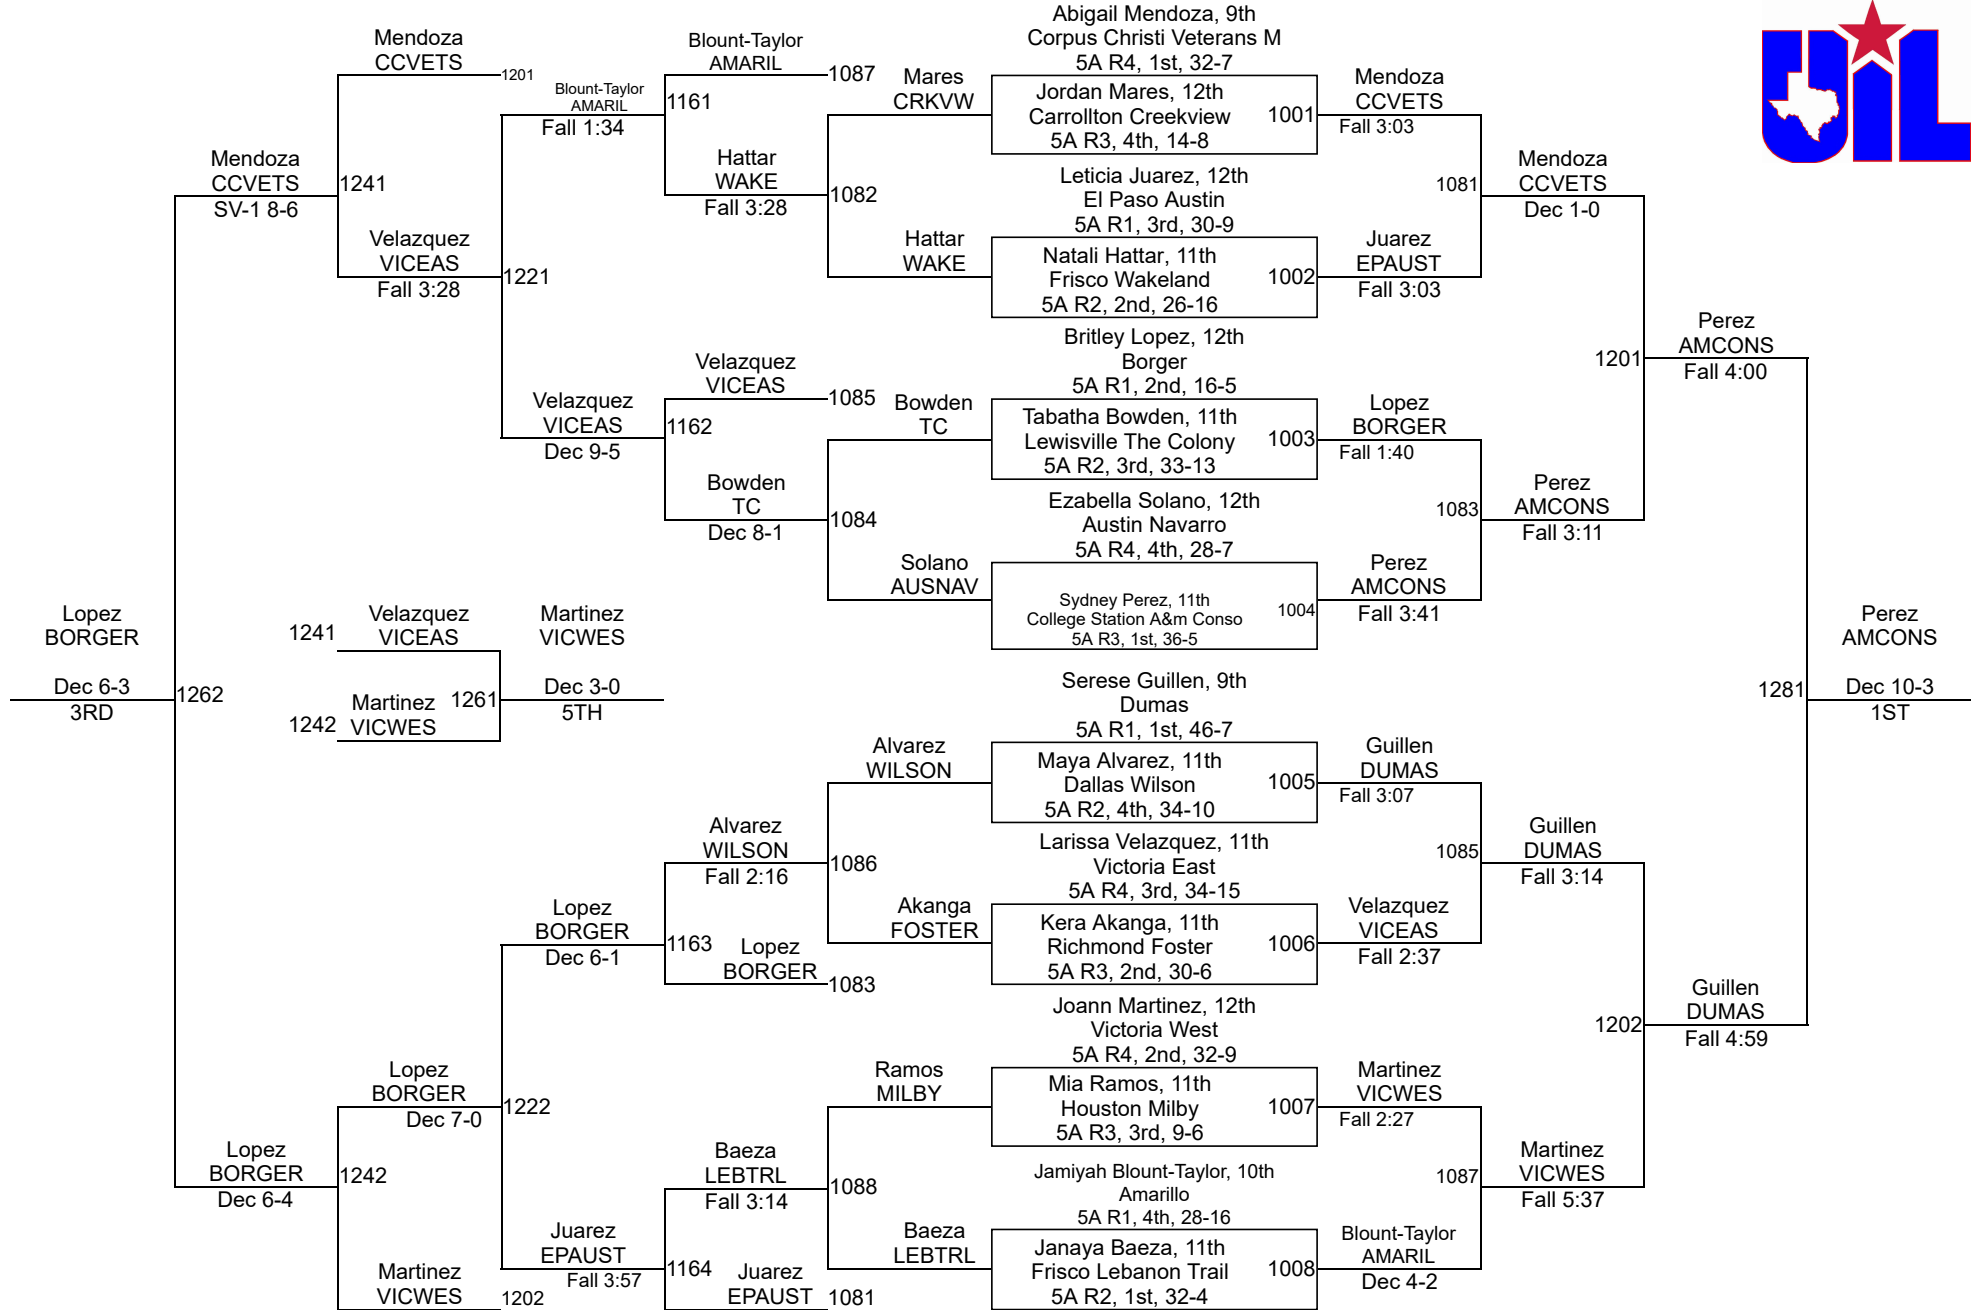 UIL
Mendoza
CCVETS
1201
Mendoza
CCVETS
SV-1 8-6
1241
Velazquez
VICEAS
Fall 3:28
Blount-Taylor
AMARIL
Fall 1:34
1221
Velazquez
VICEAS
Dec 9-5
Blount-Taylor
AMARIL
1087
1161
Hattar
WAKE
Fall 3:28
Velazquez
VICEAS
1085
1162
Bowden
TC
Dec 8-1
Mares
CRKVW
1082
Hattar
WAKE
Bowden
TC
1084
Solano
AUSNAV
Abigail Mendoza, 9th
Corpus Christi Veterans M
5A R4, 1st, 32-7
Jordan Mares, 12th
Carrollton Creekview
5A R3, 4th, 14-8
1001
Leticia Juarez, 12th
El Paso Austin
5A R1, 3rd, 30-9
Natali Hattar, 11th
Frisco Wakeland
5A R2, 2nd, 26-16
1002
Britley Lopez, 12th
Borger
5A R1, 2nd, 16-5
Tabatha Bowden, 11th
Lewisville The Colony
5A R2, 3rd, 33-13
1003
Ezabella Solano, 12th
Austin Navarro
5A R4, 4th, 28-7
Sydney Perez, 11th
College Station A&m Conso
5A R3, 1st, 36-5
1004
Mendoza
CCVETS
Fall 3:03
1081
Juarez
EPAUST
Fall 3:03
Lopez
BORGER
Fall 1:40
1083
Perez
AMCONS
Fall 3:41
Mendoza
CCVETS
Dec 1-0
1201
Perez
AMCONS
Fall 3:11
Perez
AMCONS
Fall 4:00
Lopez
BORGER
Dec 6-3
3RD
1262
1241
Velazquez
VICEAS
1242
Martinez
VICWES
1261
Martinez
VICWES
Dec 3-0
5TH
1281
Perez
AMCONS
Dec 10-3
1ST
Lopez
BORGER
Dec 6-4
1242
Lopez
BORGER
Dec 7-0
Martinez
VICWES
1202
Lopez
BORGER
Dec 6-1
1222
Juarez
EPAUST
Fall 3:57
Alvarez
WILSON
Fall 2:16
1163
Lopez
BORGER
1083
Baeza
LEBTRL
Fall 3:14
1164
Juarez
EPAUST
1081
Alvarez
WILSON
1086
Akanga
FOSTER
Ramos
MILBY
1088
Baeza
LEBTRL
Serese Guillen, 9th
Dumas
5A R1, 1st, 46-7
Maya Alvarez, 11th
Dallas Wilson
5A R2, 4th, 34-10
1005
Larissa Velazquez, 11th
Victoria East
5A R4, 3rd, 34-15
Kera Akanga, 11th
Richmond Foster
5A R3, 2nd, 30-6
1006
Joann Martinez, 12th
Victoria West
5A R4, 2nd, 32-9
Mia Ramos, 11th
Houston Milby
5A R3, 3rd, 9-6
1007
Jamiyah Blount-Taylor, 10th
Amarillo
5A R1, 4th, 28-16
Janaya Baeza, 11th
Frisco Lebanon Trail
5A R2, 1st, 32-4
1008
Guillen
DUMAS
Fall 3:07
1085
Velazquez
VICEAS
Fall 2:37
Martinez
VICWES
Fall 2:27
1087
Blount-Taylor
AMARIL
Dec 4-2
Guillen
DUMAS
Fall 3:14
1202
Martinez
VICWES
Fall 5:37
Guillen
DUMAS
Fall 4:59